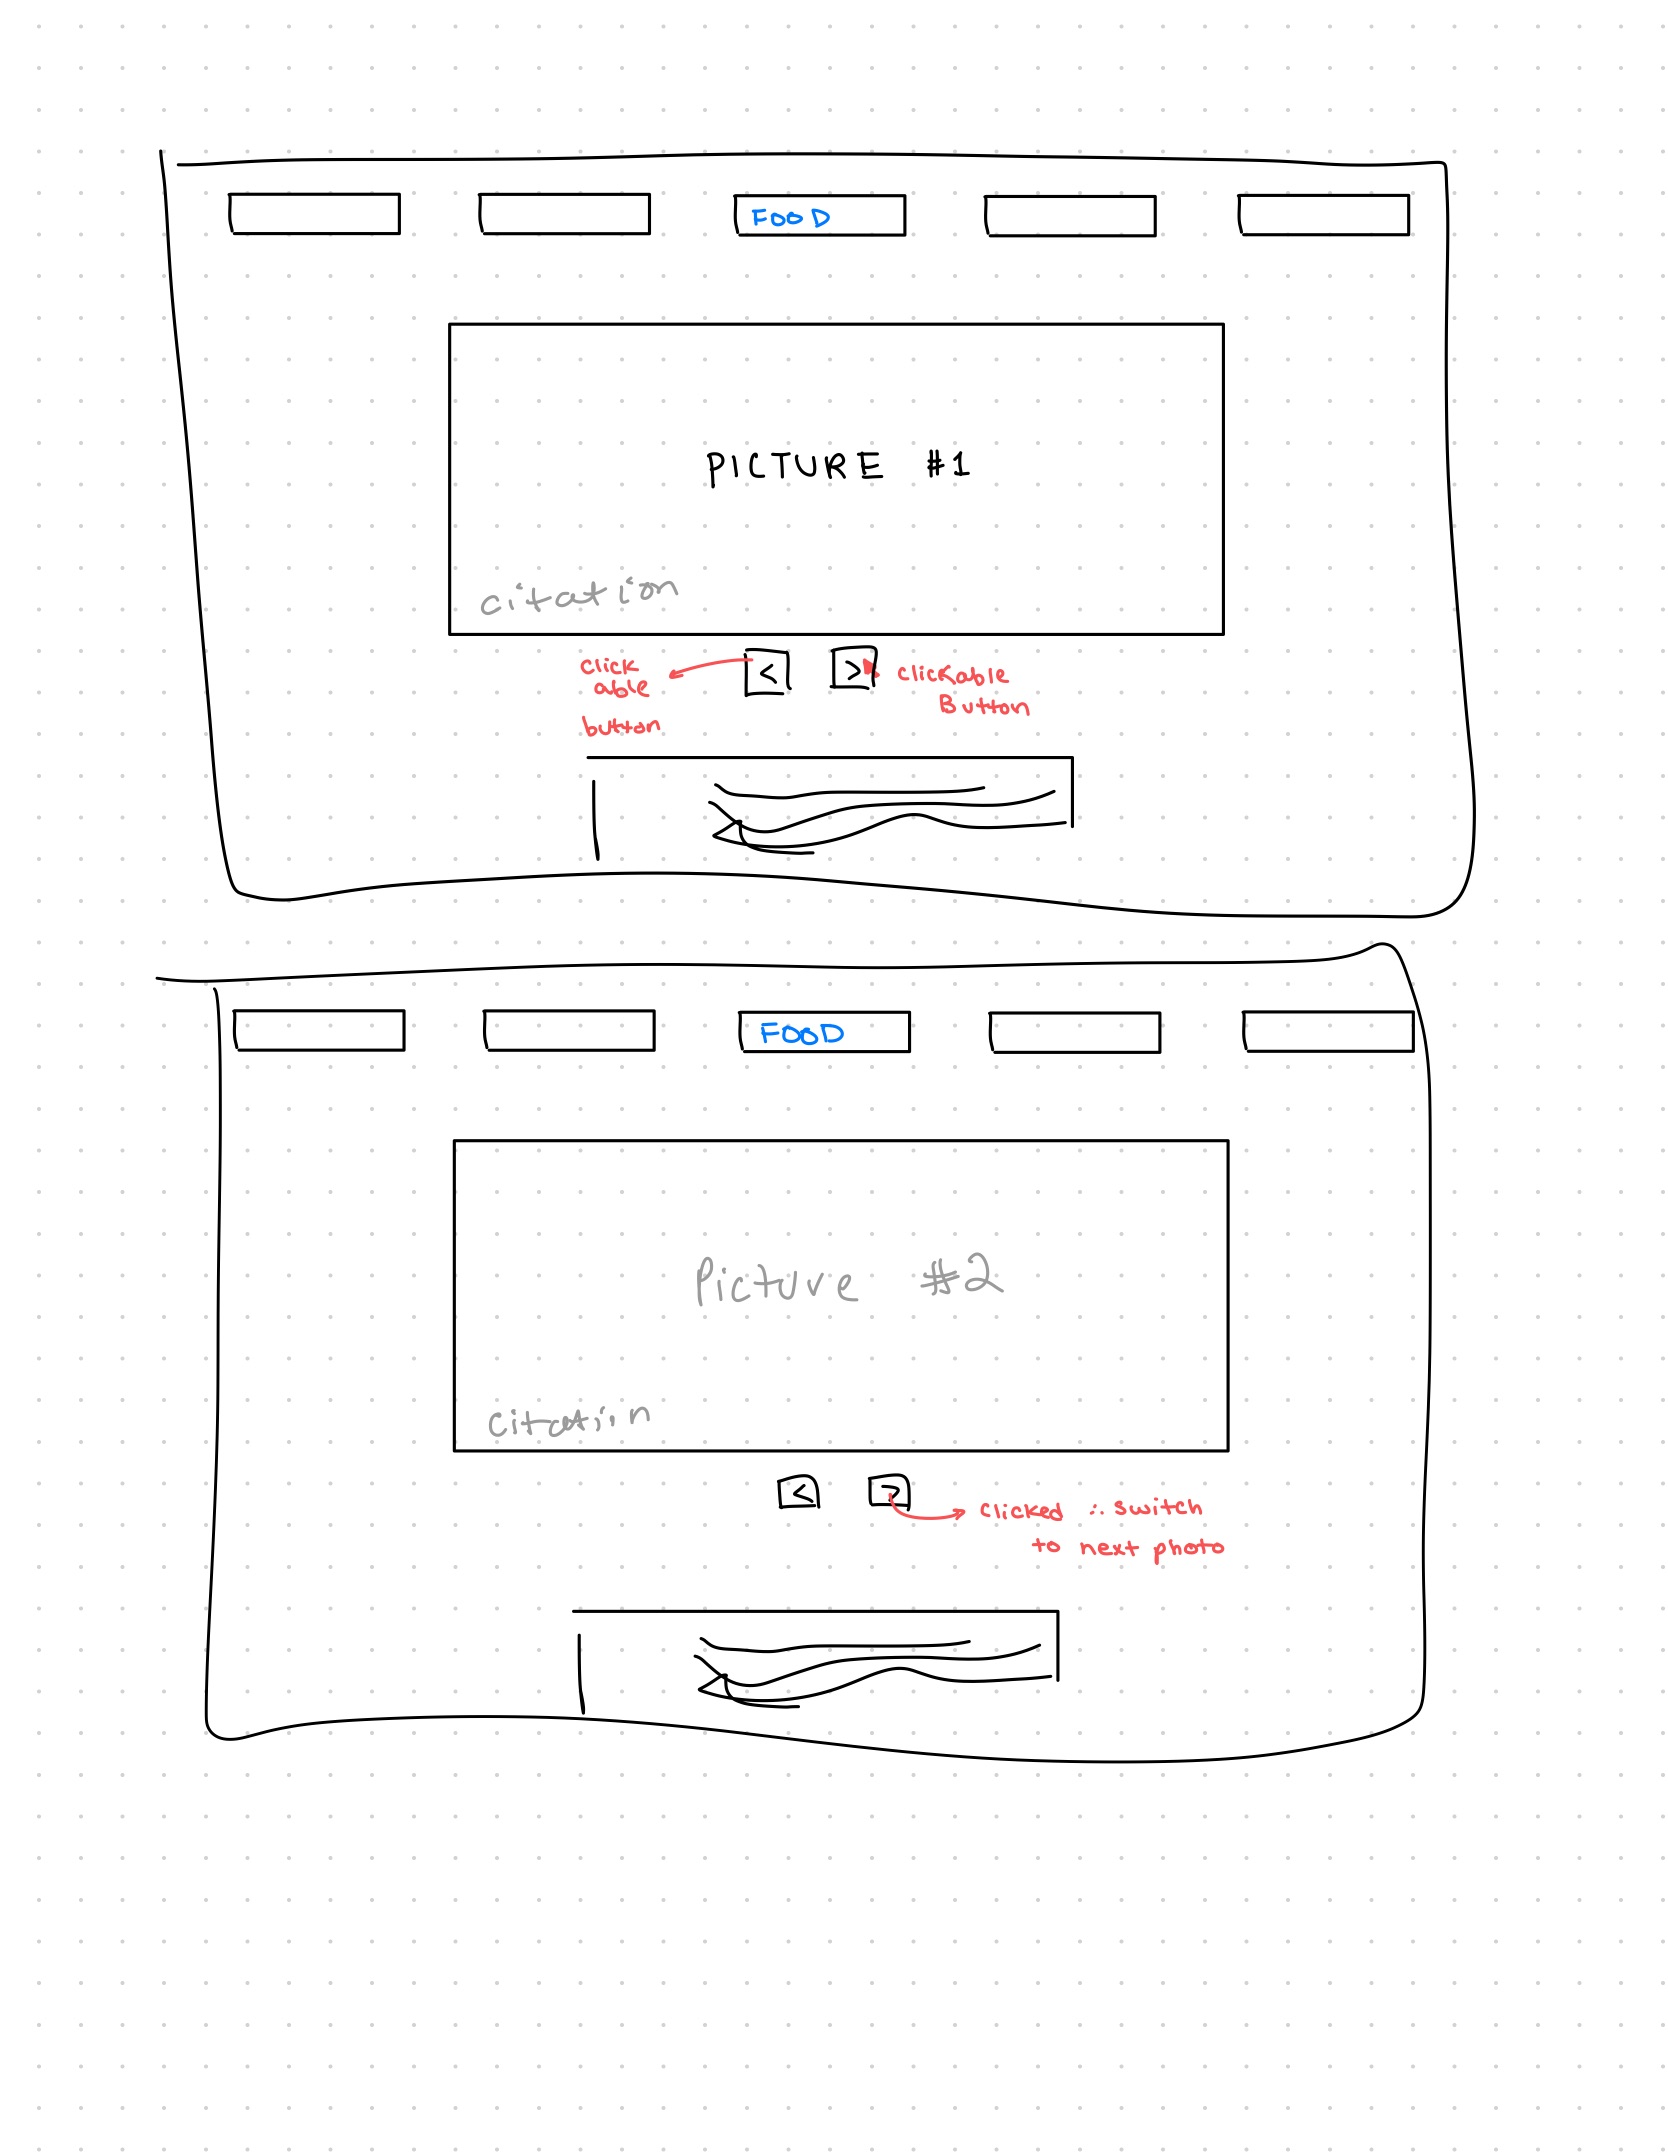 FOOD
PICTURE #1
citation
<
>
click
able
button
clickable
Button
FOOD
Picture #2
citation
<
>
clicked ∴ switch
to next photo